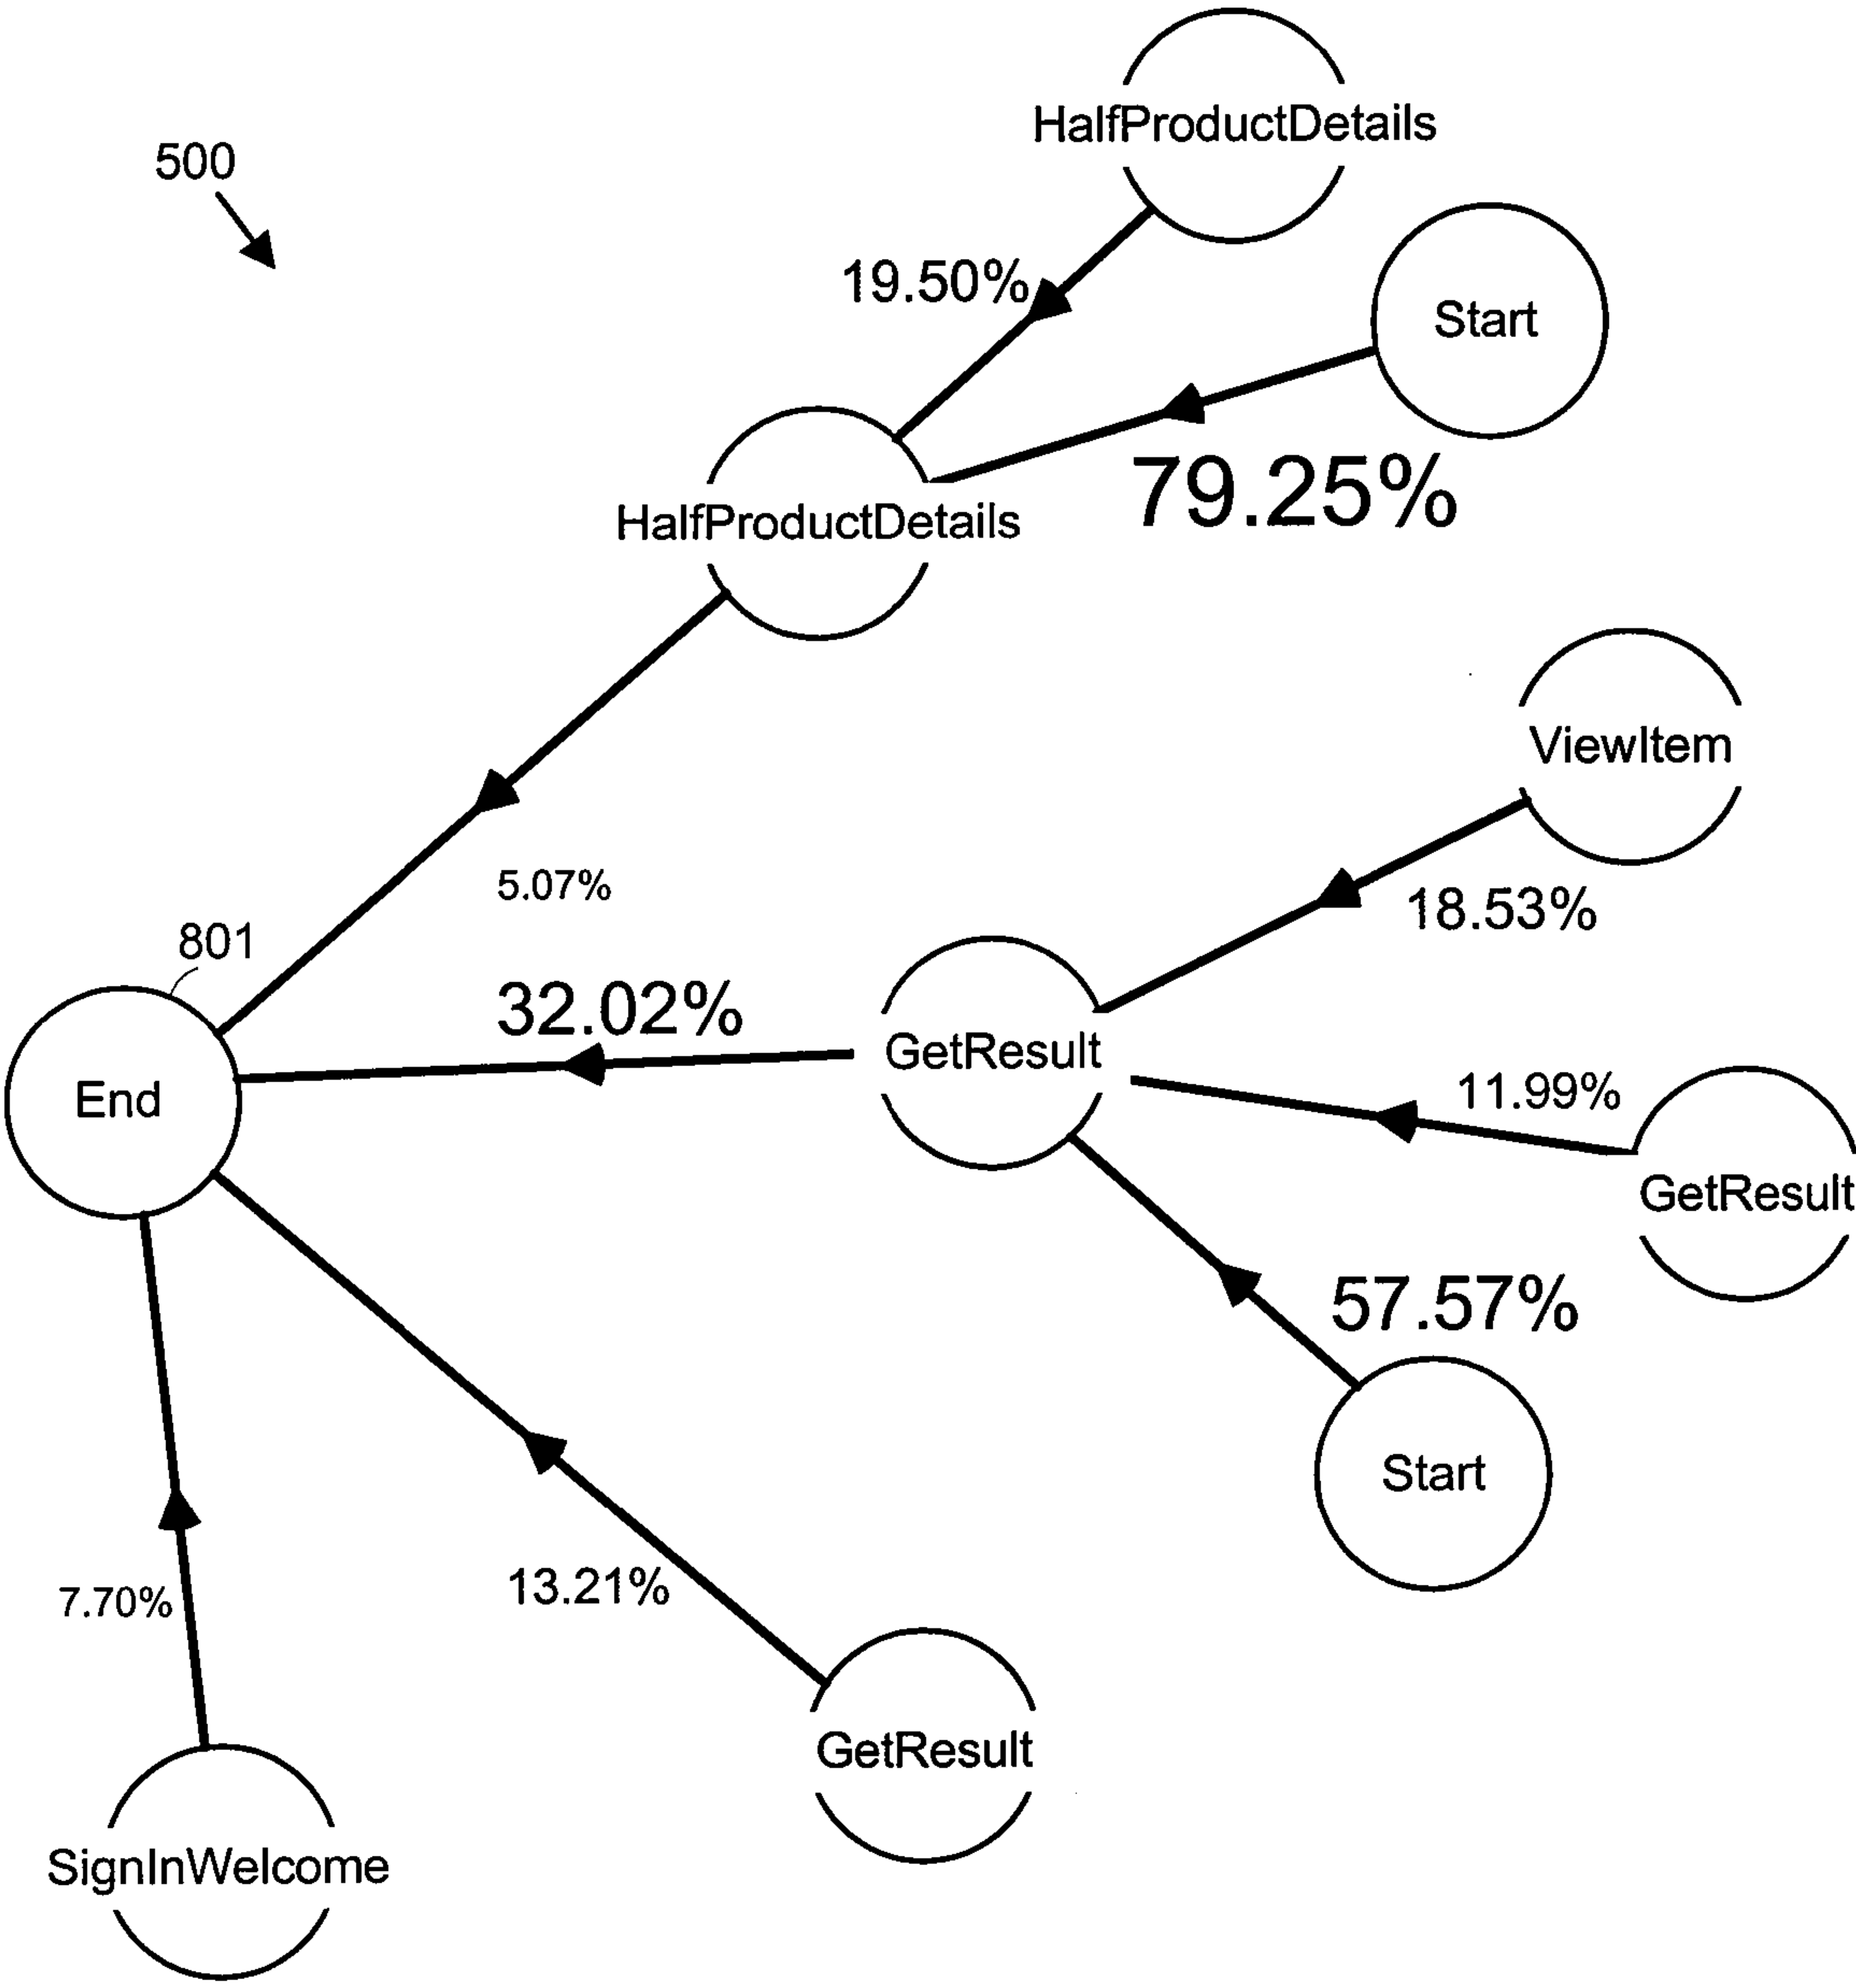 HalfProductDetails
500
19.50%
Start
79.25%
HalfProductDetails
ViewItem
5.07%
18.53%
801
32.02%
GetResult
End
11.99%
GetResult
57.57%
Start
7.70%
13.21%
GetResult
SignInWelcome